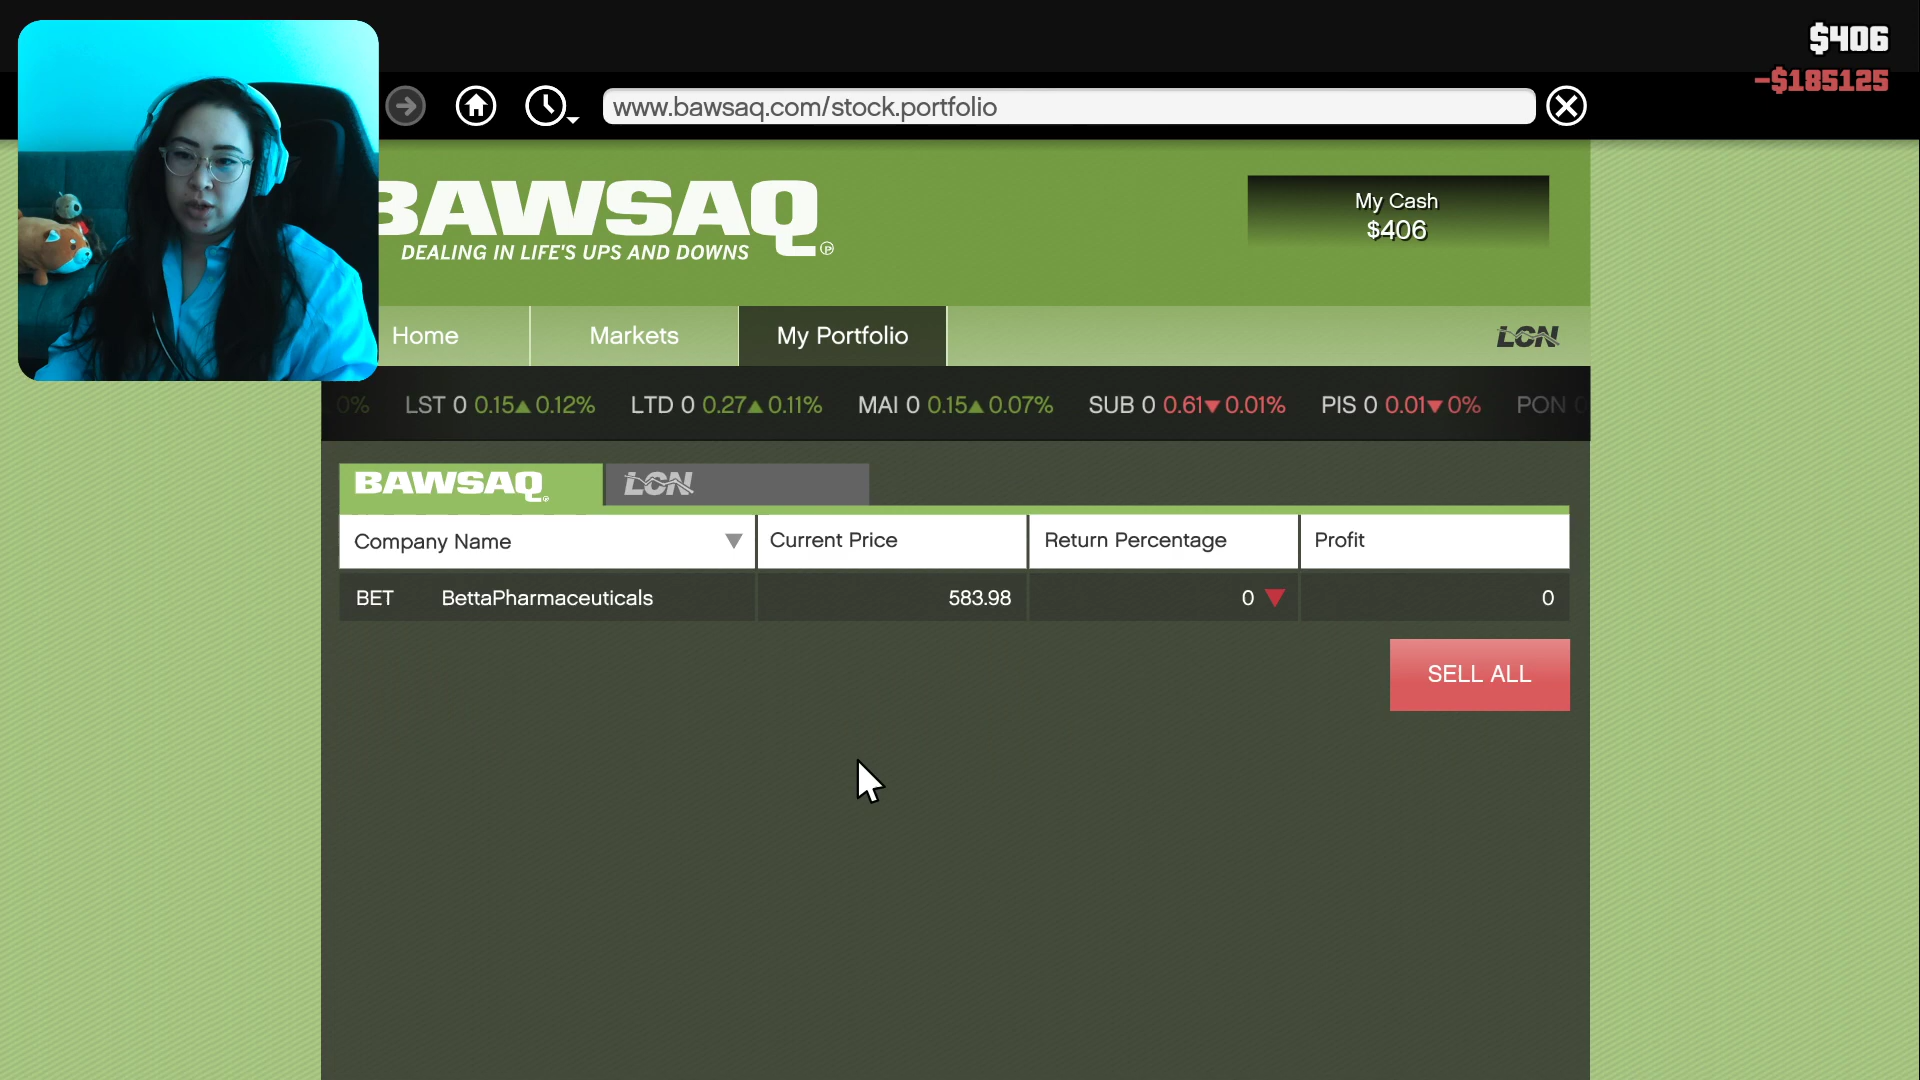 $406
-$185125
www.bawsaq.com/stock.portfolio
BAWSAQ
DEALING IN LIFE'S UPS AND DOWNS
My Cash
$406
Home
Markets
My Portfolio
LCN
0% LST 0 0.15▲0.12% LTD 0 0.27▲0.11% MAI 0 0.15▲0.07% SUB 0 0.61▼0.01% PIS 0 0.01▼0% PON 0
BAWSAQ
LCN
Company Name ▼ Current Price Return Percentage Profit
BET BettaPharmaceuticals 583.98 0 ▼ 0
SELL ALL